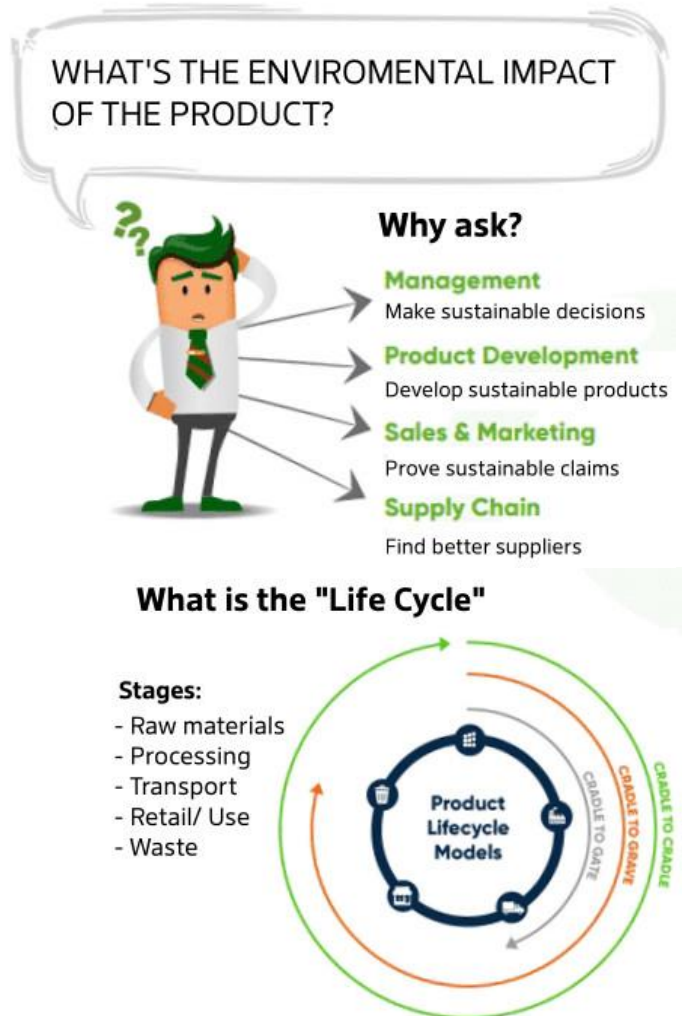 WHAT'S THE ENVIROMENTAL IMPACT
OF THE PRODUCT?
??
Why ask?
Management
Make sustainable decisions
Product Development
Develop sustainable products
Sales & Marketing
Prove sustainable claims
Supply Chain
Find better suppliers
What is the "Life Cycle"
Stages:
- Raw materials
- Processing
- Transport
- Retail/ Use
- Waste
Product
Lifecycle
Models
CRADLE TO GATE
CRADLE TO GRAVE
CRADLE TO CRADLE